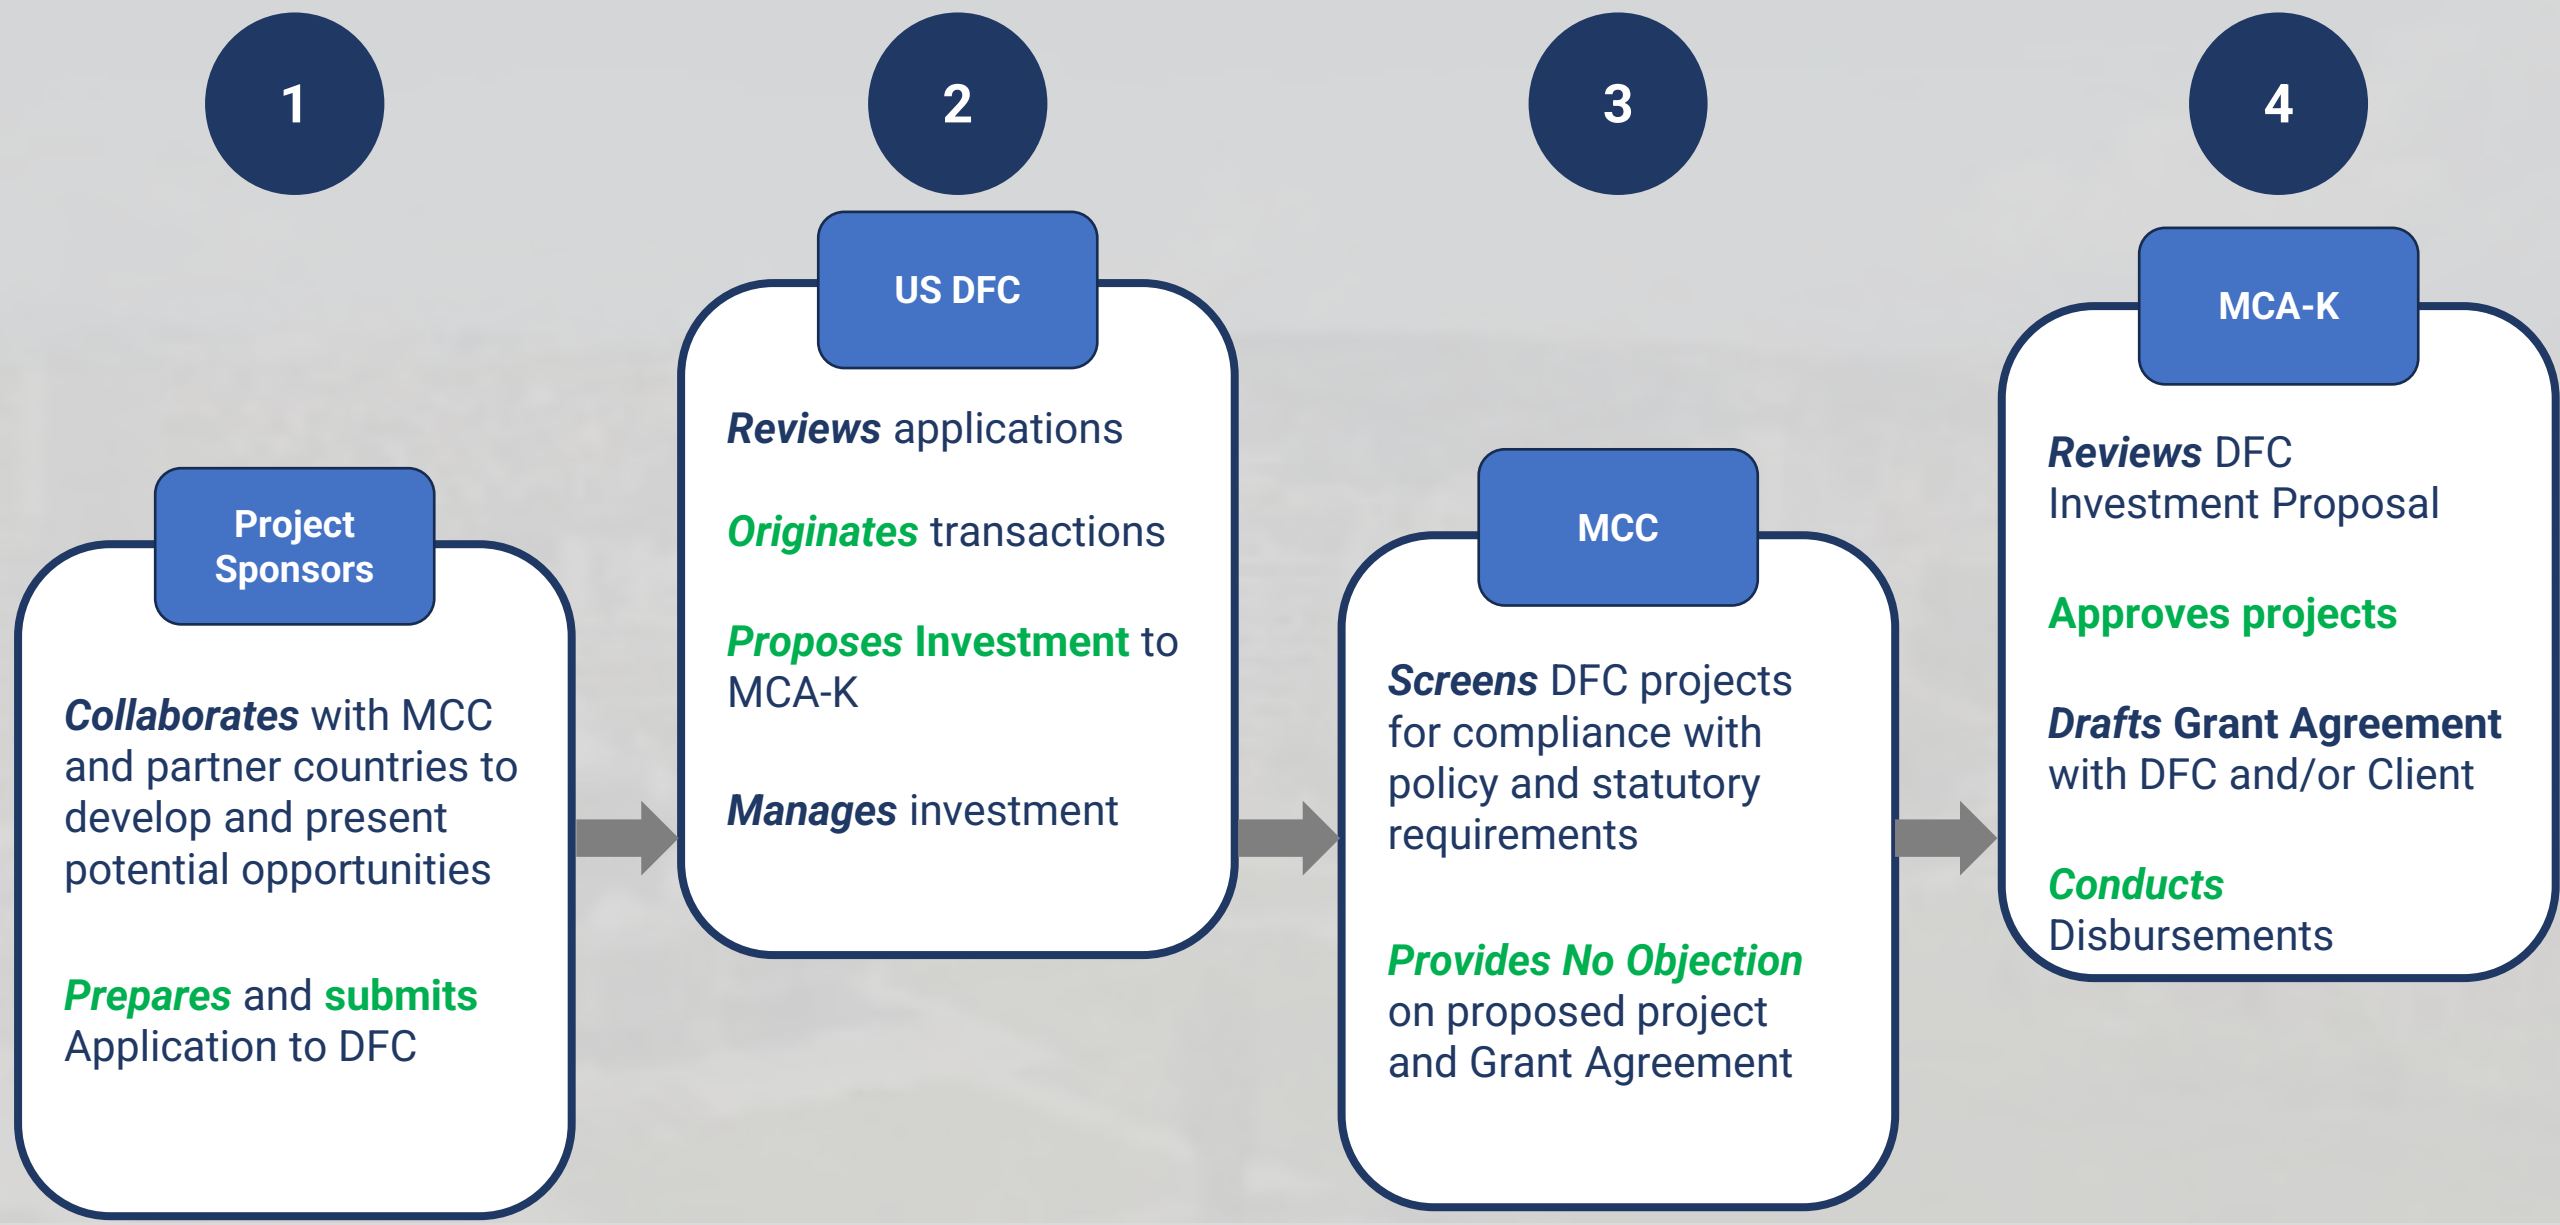 1
Project
Sponsors
Collaborates with MCC
and partner countries to
develop and present
potential opportunities
Prepares and submits
Application to DFC
2
US DFC
Reviews applications
Originates transactions
Proposes Investment to
MCA-K
Manages investment
3
MCC
Screens DFC projects
for compliance with
policy and statutory
requirements
Provides No Objection
on proposed project
and Grant Agreement
4
MCA-K
Reviews DFC
Investment Proposal
Approves projects
Drafts Grant Agreement
with DFC and/or Client
Conducts
Disbursements